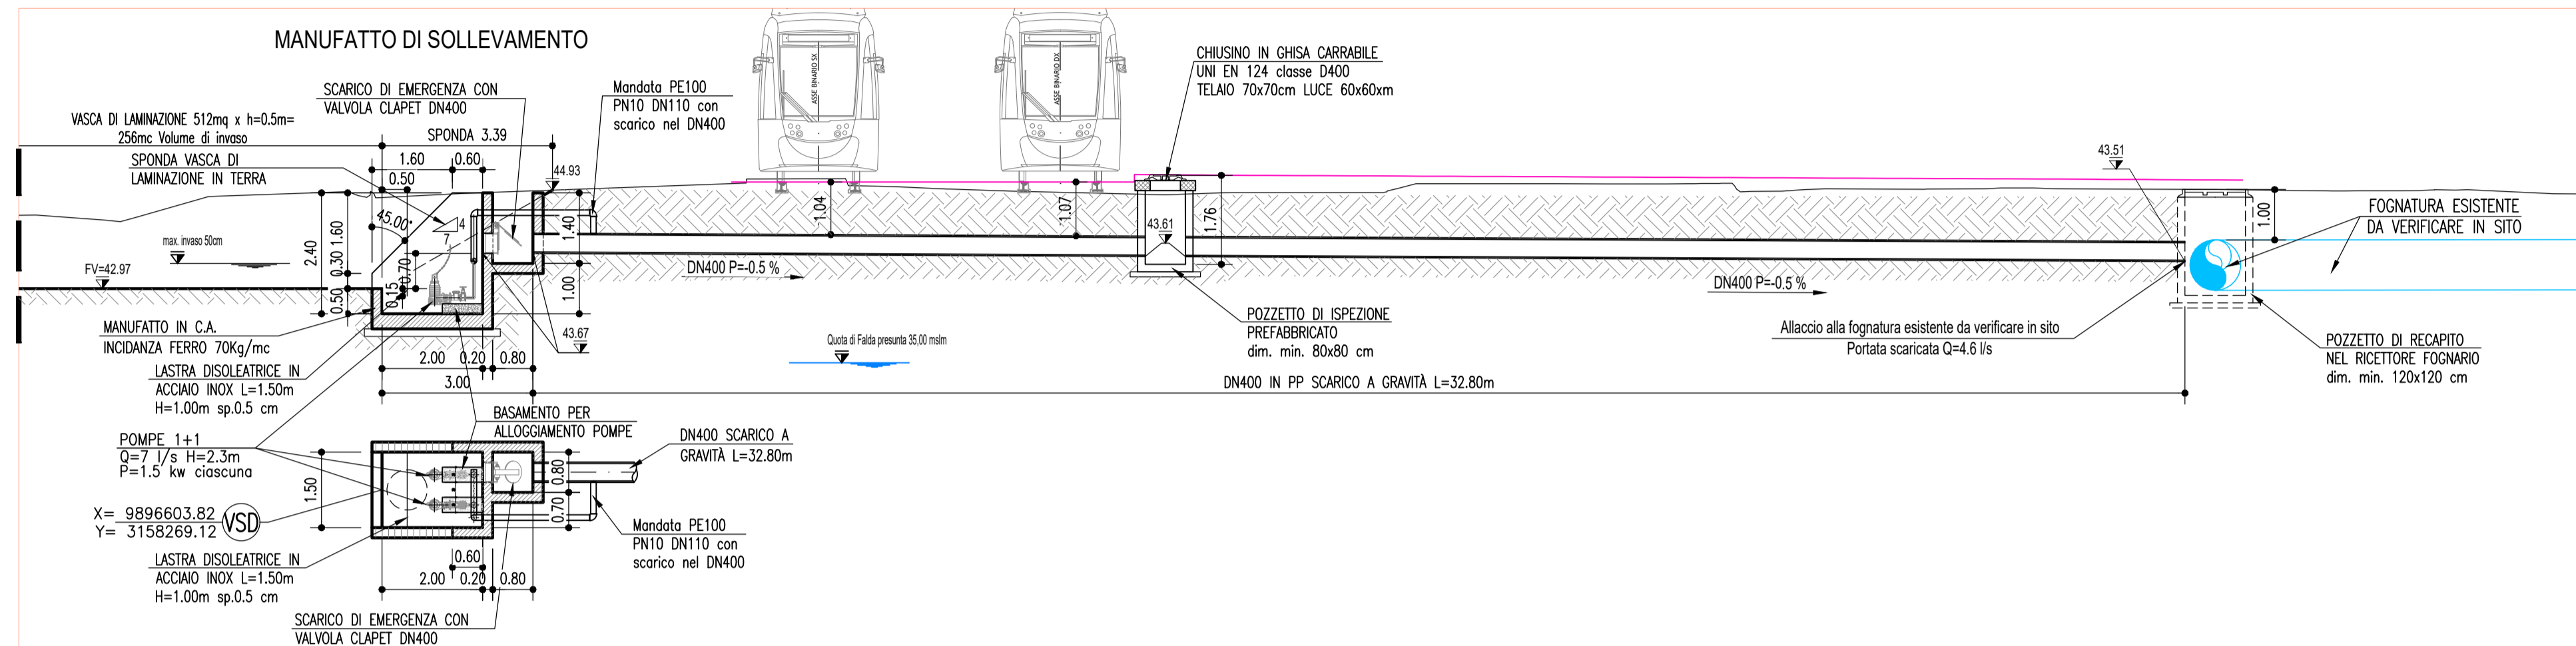 MANUFATTO DI SOLLEVAMENTO
SCARICO DI EMERGENZA CON
VALVOLA CLAPET DN400
Mandata PE100
PN10 DN110 con
scarico nel DN400
VASCA DI LAMINAZIONE 512mq x h=0.5m=
256mc Volume di invaso
SPONDA 3.39
SPONDA VASCA DI
LAMINAZIONE IN TERRA
1.60
0.60
0.50
44.93
ASSE BINARIO SX
ASSE BINARIO DX
CHIUSINO IN GHISA CARRABILE
UNI EN 124 classe D400
TELAIO 70x70cm LUCE 60x60xm
43.51
45.00°
4
7
2.40
1.60
0.30
0.50
0.15
0.70
1.40
1.00
1.04
1.07
43.61
1.76
1.00
max. invaso 50cm
FV=42.97
DN400 P=-0.5 %
DN400 P=-0.5 %
FOGNATURA ESISTENTE
DA VERIFICARE IN SITO
MANUFATTO IN C.A.
INCIDANZA FERRO 70Kg/mc
43.67
Quota di Falda presunta 35,00 mslm
POZZETTO DI ISPEZIONE
PREFABBRICATO
dim. min. 80x80 cm
Allaccio alla fognatura esistente da verificare in sito
Portata scaricata Q=4.6 l/s
POZZETTO DI RECAPITO
NEL RICETTORE FOGNARIO
dim. min. 120x120 cm
LASTRA DISOLEATRICE IN
ACCIAIO INOX L=1.50m
H=1.00m sp.0.5 cm
2.00
0.20
0.80
3.00
DN400 IN PP SCARICO A GRAVITÀ L=32.80m
BASAMENTO PER
ALLOGGIAMENTO POMPE
POMPE 1+1
Q=7 l/s H=2.3m
P=1.5 kw ciascuna
DN400 SCARICO A
GRAVITÀ L=32.80m
1.50
0.80
0.70
X= 9896603.82
Y= 3158269.12
VSD
Mandata PE100
PN10 DN110 con
scarico nel DN400
LASTRA DISOLEATRICE IN
ACCIAIO INOX L=1.50m
H=1.00m sp.0.5 cm
0.60
2.00
0.20
0.80
SCARICO DI EMERGENZA CON
VALVOLA CLAPET DN400